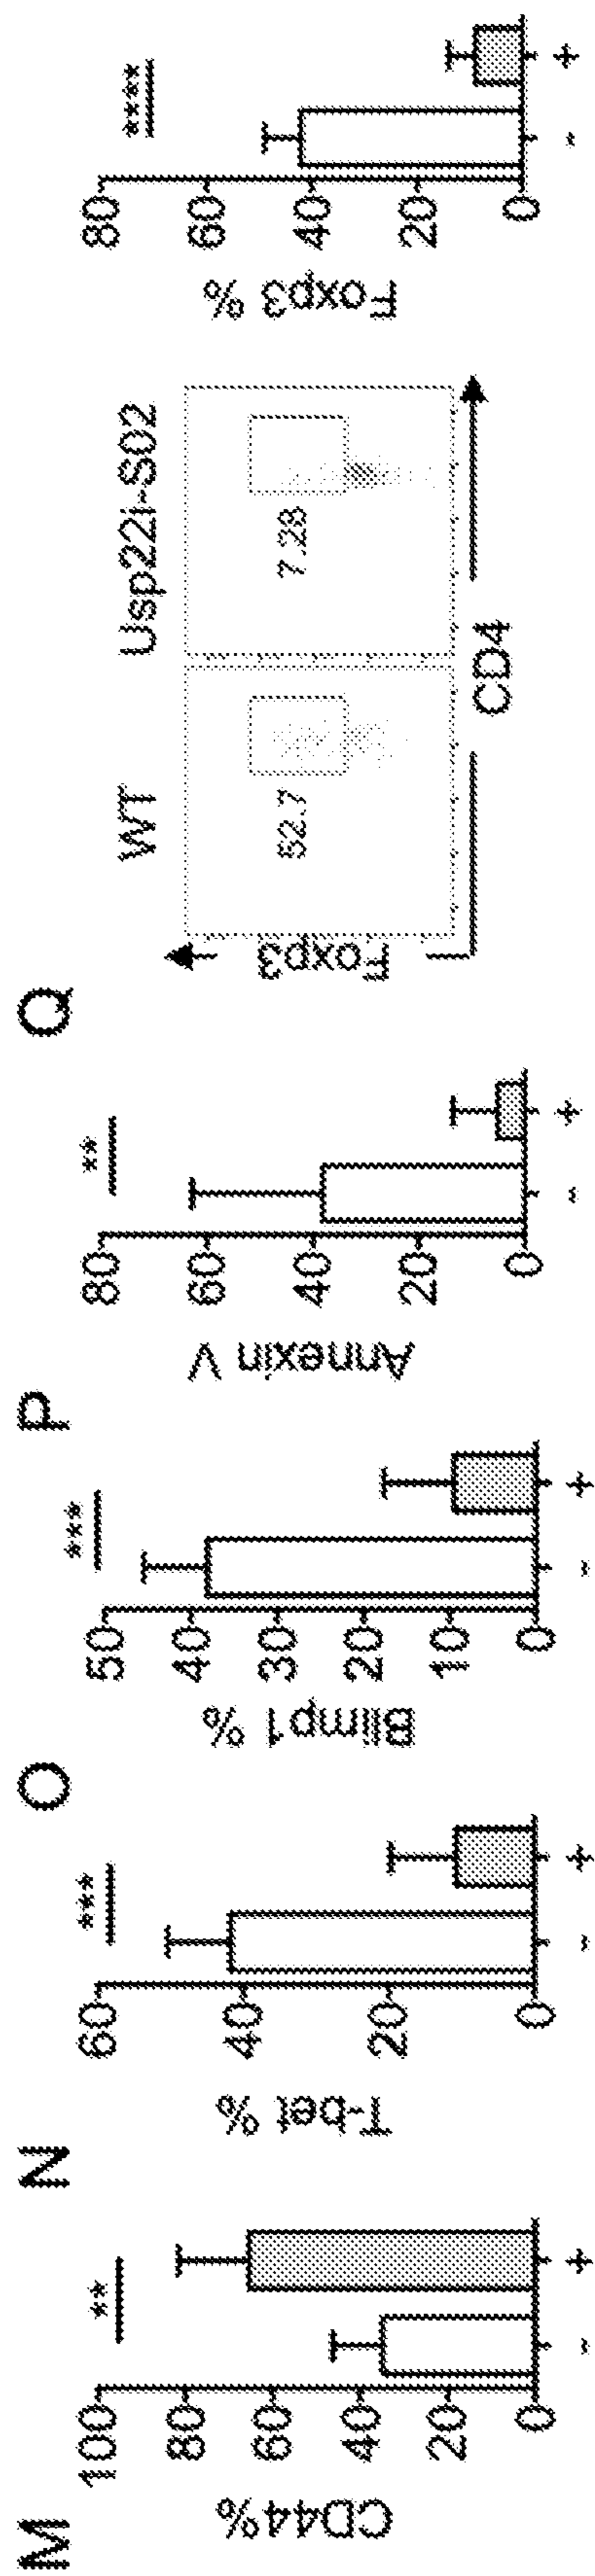 M
CD44%
100
80
60
40
20
0
**
- +
N
T-bet %
60
40
20
0
***
- +
O
Blimp1 %
50
40
30
20
10
0
***
- +
P
Annexin V
80
60
40
20
0
**
- +
Q
WT Usp22i-S02
Foxp3
52.7
7.28
CD4
Foxp3 %
80
60
40
20
0
****
- +